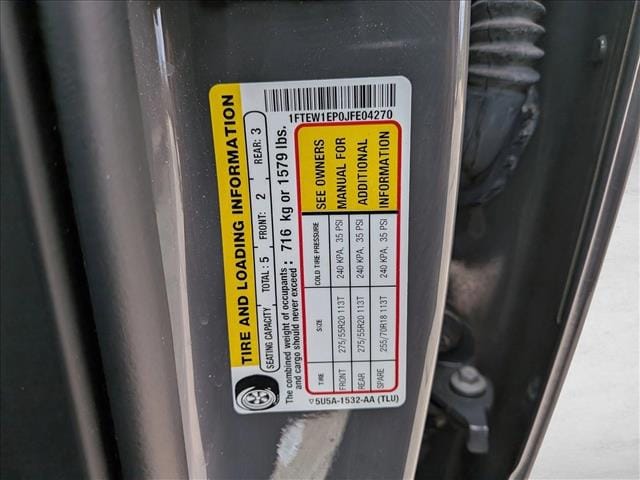 TIRE AND LOADING INFORMATION
SEATING CAPACITY TOTAL: 5 FRONT: 2 REAR: 3
The combined weight of occupants and cargo should never exceed : 716 kg or 1579 lbs.
TIRE SIZE COLD TIRE PRESSURE SEE OWNERS
FRONT 275/55R20 113T 240 KPA, 35 PSI MANUAL FOR
REAR 275/55R20 113T 240 KPA, 35 PSI ADDITIONAL
SPARE 255/70R18 113T 240 KPA, 35 PSI INFORMATION
5U5A-1532-AA (TLU) 1FTEW1EP0JFE04270